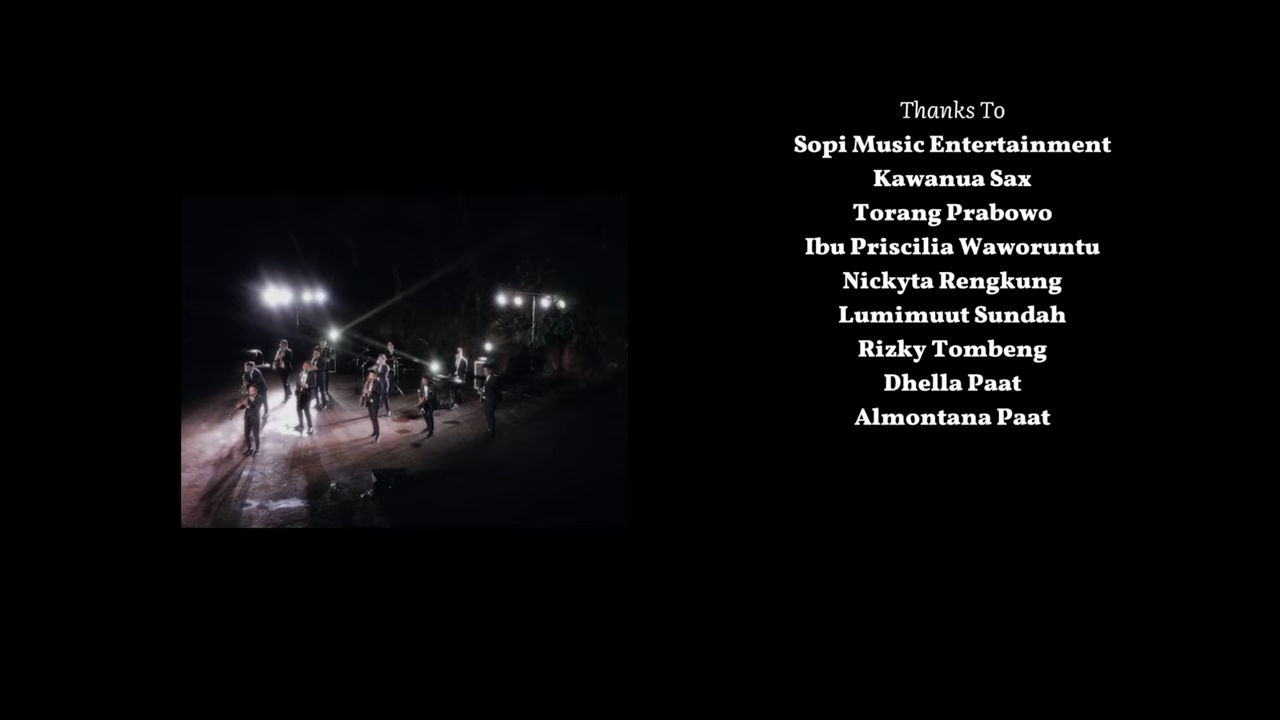 Thanks To
Sopi Music Entertainment
Kawanua Sax
Torang Prabowo
Ibu Priscilia Waworuntu
Nickyta Rengkung
Lumimuut Sundah
Rizky Tombeng
Dhella Paat
Almontana Paat